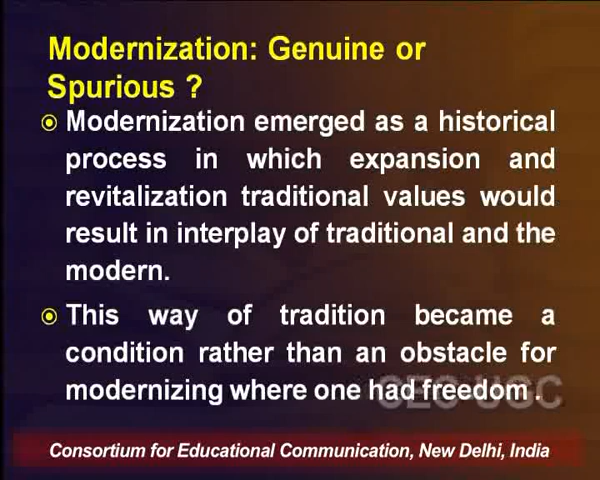 Modernization: Genuine or
Spurious ?
Modernization emerged as a historical
process in which expansion and
revitalization traditional values would
result in interplay of traditional and the
modern.
This way of tradition became a
condition rather than an obstacle for
modernizing where one had freedom .
CEC-UGC
Consortium for Educational Communication, New Delhi, India